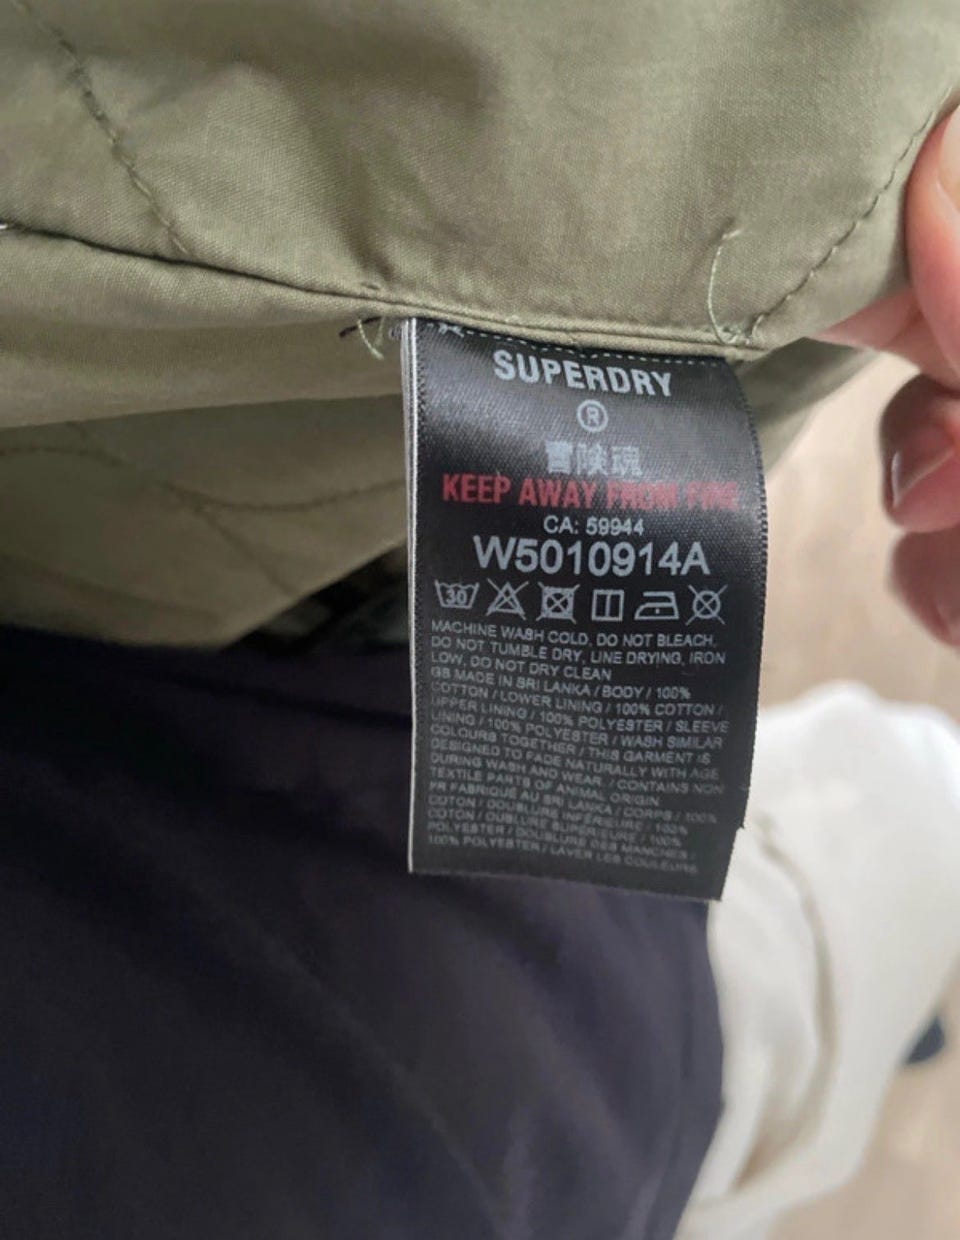 SUPERDRY
®
冒険魂
KEEP AWAY FROM FIRE
CA: 59944
W5010914A
30
MACHINE WASH COLD, DO NOT BLEACH,
DO NOT TUMBLE DRY, LINE DRYING, IRON
LOW, DO NOT DRY CLEAN
GB MADE IN SRI LANKA / BODY / 100%
COTTON / LOWER LINING / 100% COTTON /
UPPER LINING / 100% POLYESTER / SLEEVE
LINING / 100% POLYESTER / WASH SIMILAR
COLOURS TOGETHER / THIS GARMENT IS
DESIGNED TO FADE NATURALLY WITH AGE
DURING WASH AND WEAR. / CONTAINS NON
TEXTILE PARTS OF ANIMAL ORIGIN
FR FABRIQUÉ AU SRI LANKA / CORPS / 100%
COTON / DOUBLURE INFÉRIEURE / 100%
COTON / DUBLURE SUPERIEURE / 100%
POLYESTER / DOUBLURE DES MANCHES /
100% POLYESTER / LAVER LES COULEURS